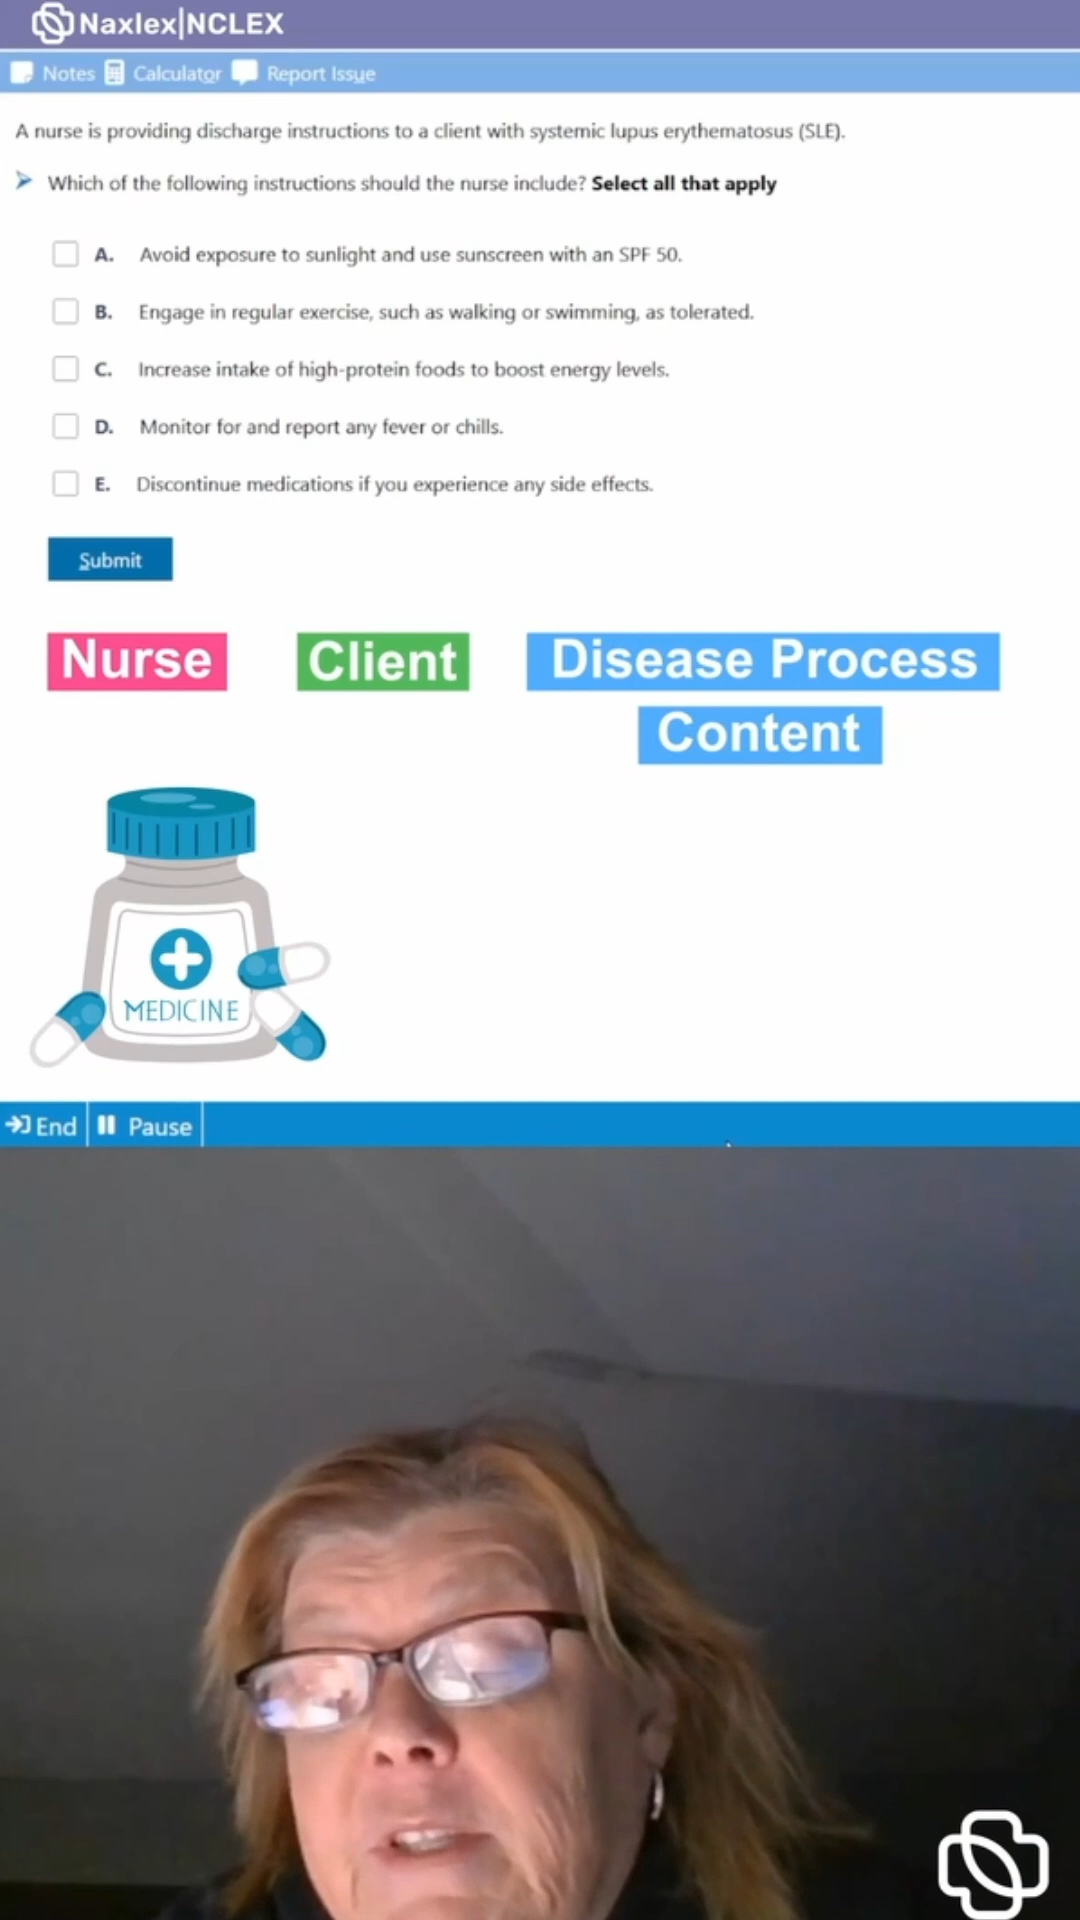 Naxlex|NCLEX
Notes Calculator Report Issue
A nurse is providing discharge instructions to a client with systemic lupus erythematosus (SLE).
Which of the following instructions should the nurse include? Select all that apply
A. Avoid exposure to sunlight and use sunscreen with an SPF 50.
B. Engage in regular exercise, such as walking or swimming, as tolerated.
C. Increase intake of high-protein foods to boost energy levels.
D. Monitor for and report any fever or chills.
E. Discontinue medications if you experience any side effects.
Submit
Nurse Client Disease Process
Content
MEDICINE
End Pause